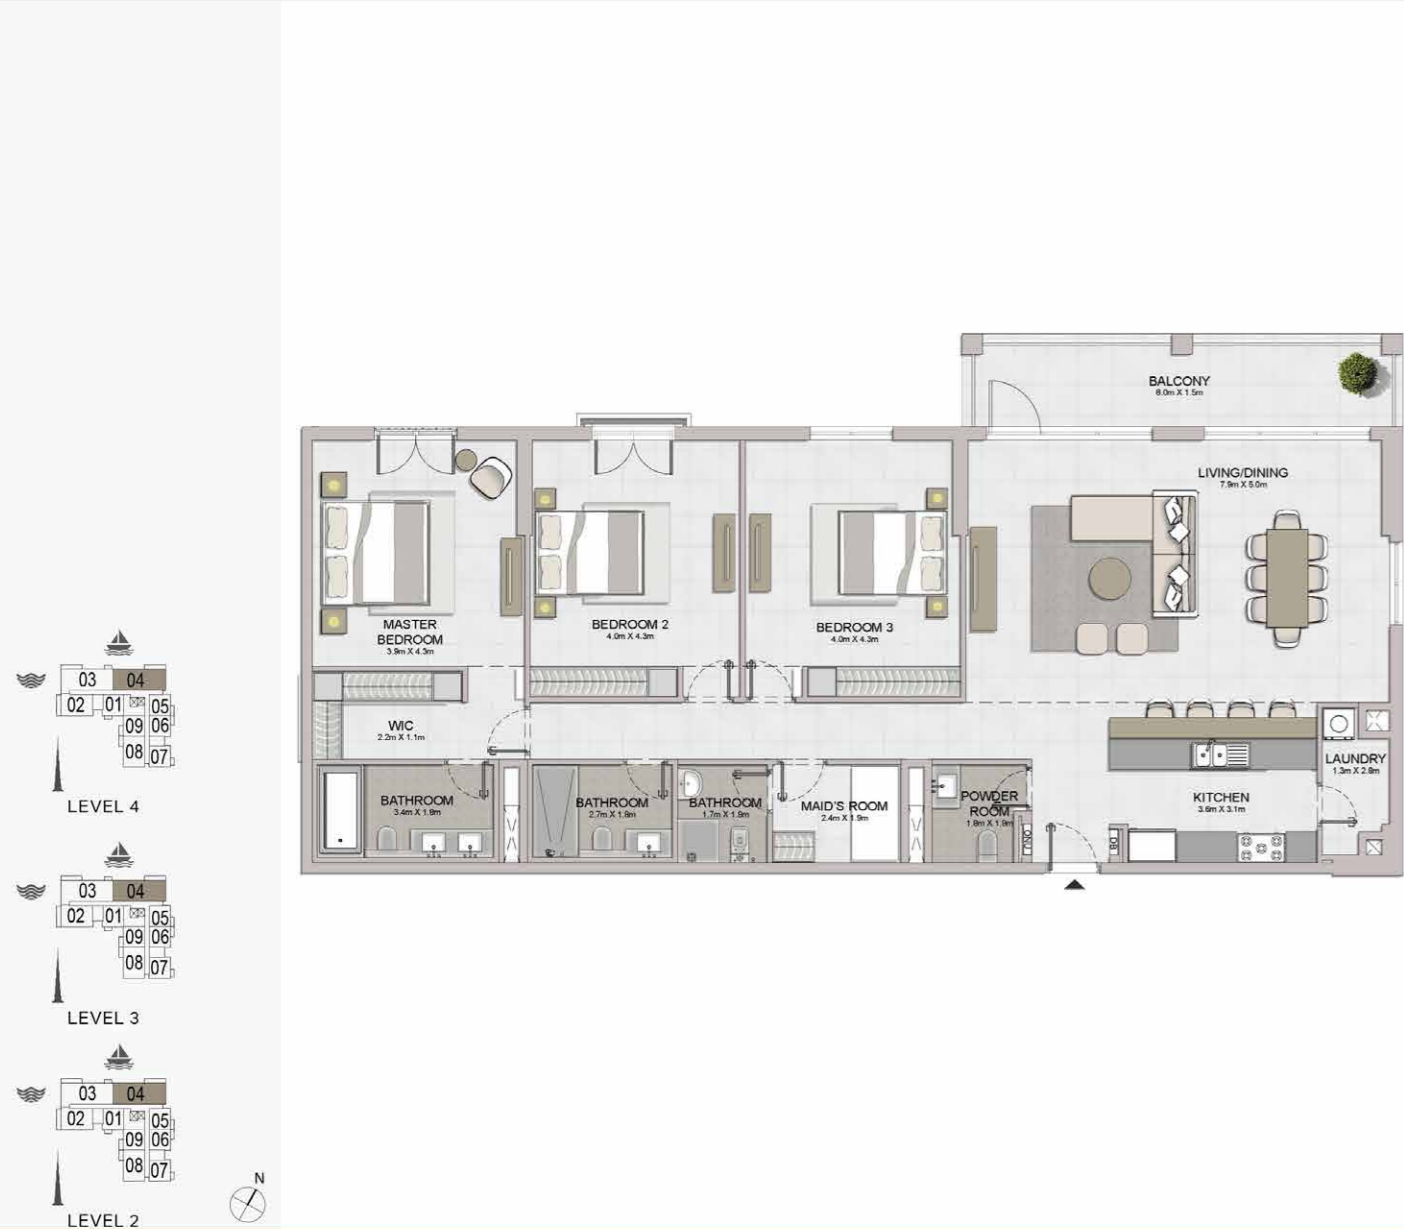 03 04
02 01 05
09 06
08 07
LEVEL 4
03 04
02 01 05
09 06
08 07
LEVEL 3
03 04
02 01 05
09 06
08 07
LEVEL 2
N
BALCONY
8.0m X 1.5m
LIVING/DINING
7.9m X 5.0m
MASTER
BEDROOM
3.9m X 4.3m
BEDROOM 2
4.0m X 4.3m
BEDROOM 3
4.0m X 4.3m
WIC
2.2m X 1.1m
BATHROOM
3.4m X 1.8m
BATHROOM
2.7m X 1.8m
BATHROOM
1.7m X 1.9m
MAID'S ROOM
2.4m X 1.9m
POWDER
ROOM
1.8m X 1.9m
ONU
DB
KITCHEN
3.6m X 3.1m
LAUNDRY
1.3m X 2.8m